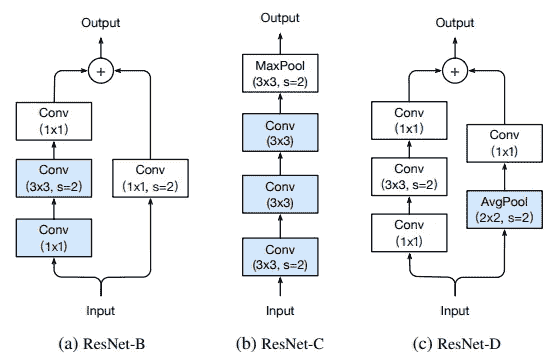 Output
+
Conv
(1x1)
Conv
(3x3, s=2)
Conv
(1x1)
Conv
(1x1, s=2)
Input
(a) ResNet-B
Output
MaxPool
(3x3, s=2)
Conv
(3x3)
Conv
(3x3)
Conv
(3x3, s=2)
Input
(b) ResNet-C
Output
+
Conv
(1x1)
Conv
(3x3, s=2)
Conv
(1x1)
Conv
(1x1)
AvgPool
(2x2, s=2)
Input
(c) ResNet-D